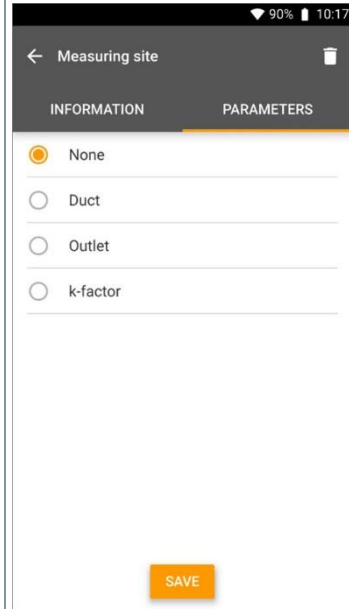 90% 10:17
Measuring site
INFORMATION PARAMETERS
None
Duct
Outlet
k-factor
SAVE